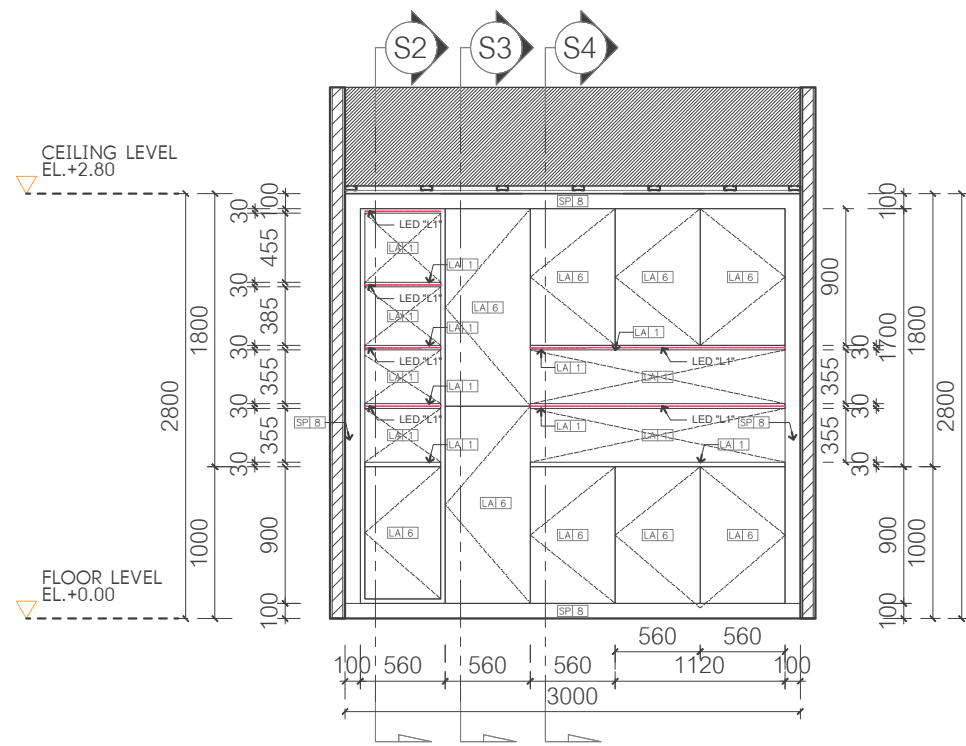 S2
S3
S4
CEILING LEVEL
EL.+2.80
SP 8
LED "L1"
LA 1
LA 1
LED "L1"
LA 1
LA 1
LED "L1"
LA 1
LA 1
LED "L1"
LA 1
LA 1
LA 6
LA 6
LA 6
LA 6
LA 6
LA 6
LA 6
LA 6
LA 6
LA 1
LA 1
LED "L1"
LA 1
LED "L1"
LA 1
SP 8
SP 8
100
30
455
30
385
30
355
30
355
30
900
100
1800
1000
2800
100
900
30
355
30
355
30
900
100
1700
1800
1000
2800
FLOOR LEVEL
EL.+0.00
SP 8
560
560
100
560
560
560
1120
100
3000